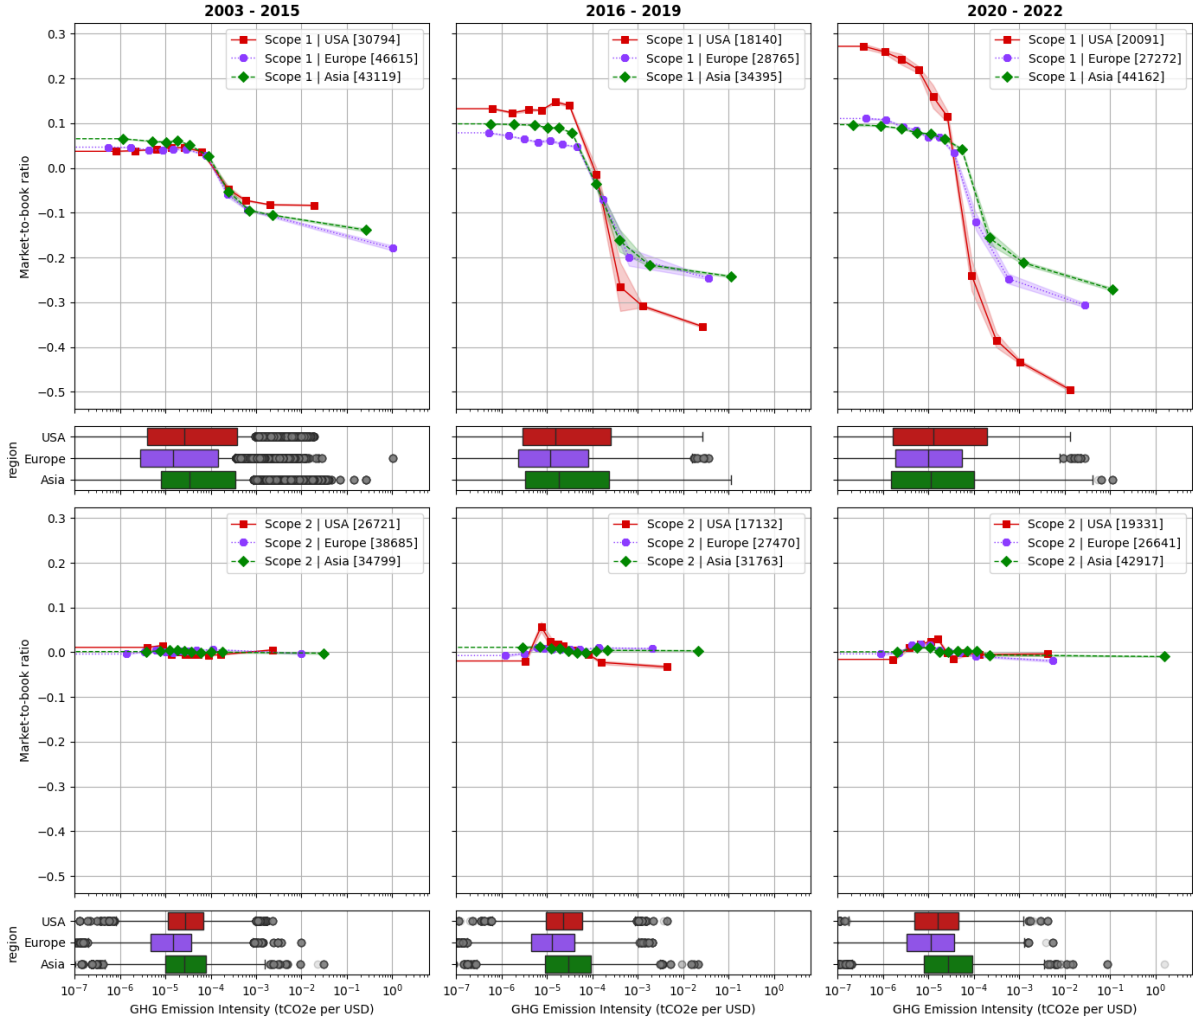 2003 - 2015
2016 - 2019
2020 - 2022
Scope 1 | USA [30794]
Scope 1 | Europe [46615]
Scope 1 | Asia [43119]
Scope 1 | USA [18140]
Scope 1 | Europe [28765]
Scope 1 | Asia [34395]
Scope 1 | USA [20091]
Scope 1 | Europe [27272]
Scope 1 | Asia [44162]
Market-to-book ratio
0.3
0.2
0.1
0.0
−0.1
−0.2
−0.3
−0.4
−0.5
region
USA
Europe
Asia
Scope 2 | USA [26721]
Scope 2 | Europe [38685]
Scope 2 | Asia [34799]
Scope 2 | USA [17132]
Scope 2 | Europe [27470]
Scope 2 | Asia [31763]
Scope 2 | USA [19331]
Scope 2 | Europe [26641]
Scope 2 | Asia [42917]
Market-to-book ratio
0.3
0.2
0.1
0.0
−0.1
−0.2
−0.3
−0.4
−0.5
region
USA
Europe
Asia
10⁻⁷ 10⁻⁶ 10⁻⁵ 10⁻⁴ 10⁻³ 10⁻² 10⁻¹ 10⁰
10⁻⁷ 10⁻⁶ 10⁻⁵ 10⁻⁴ 10⁻³ 10⁻² 10⁻¹ 10⁰
10⁻⁷ 10⁻⁶ 10⁻⁵ 10⁻⁴ 10⁻³ 10⁻² 10⁻¹ 10⁰
GHG Emission Intensity (tCO2e per USD)
GHG Emission Intensity (tCO2e per USD)
GHG Emission Intensity (tCO2e per USD)